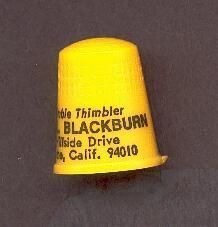 Thimbler
BLACKBURN
Drive
Calif. 94010